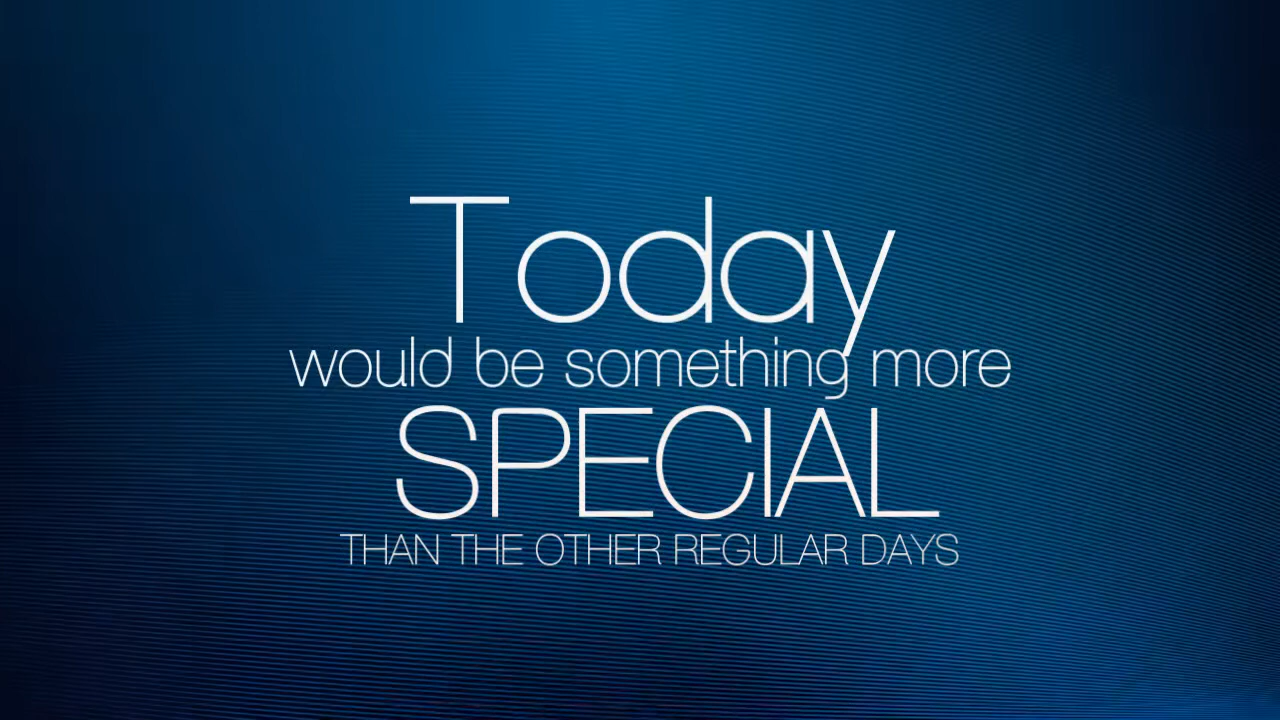 Today
would be something more
SPECIAL
THAN THE OTHER REGULAR DAYS